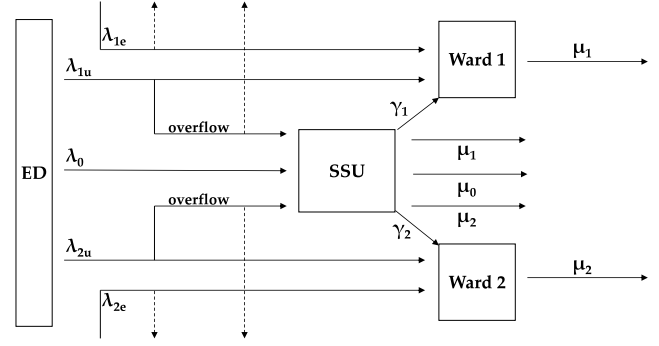 λ1e
Ward 1
μ1
λ1u
γ1
overflow
μ1
λ0
ED
SSU
μ0
overflow
μ2
γ2
λ2u
μ2
Ward 2
λ2e